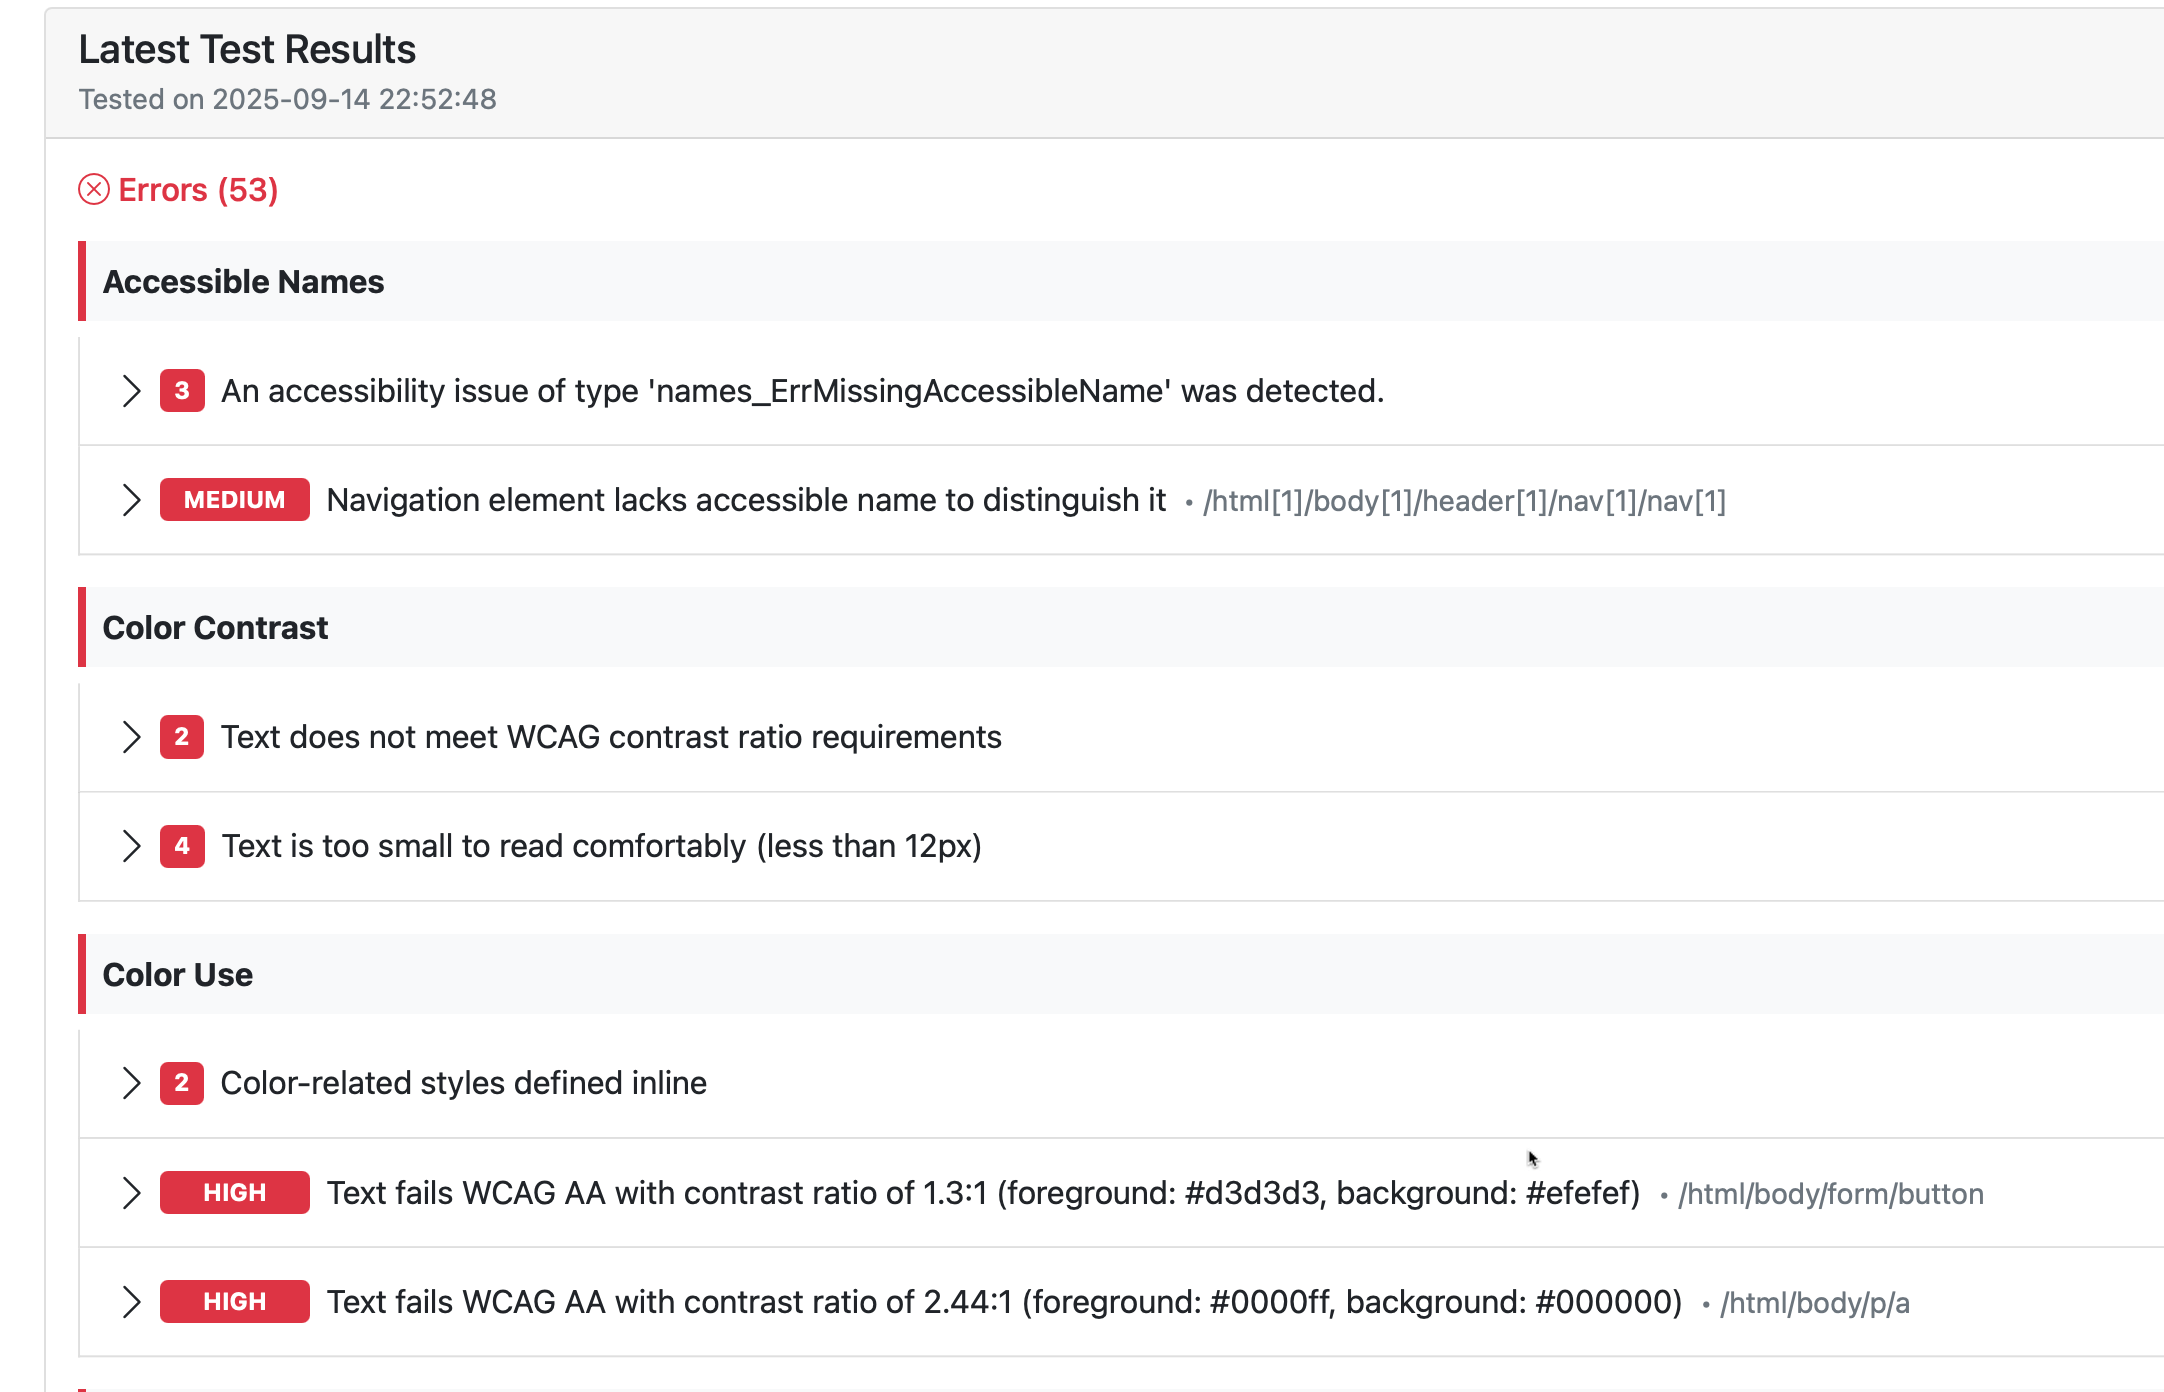 Latest Test Results
Tested on 2025-09-14 22:52:48
Errors (53)
Accessible Names
3 An accessibility issue of type 'names_ErrMissingAccessibleName' was detected.
MEDIUM Navigation element lacks accessible name to distinguish it • /html[1]/body[1]/header[1]/nav[1]/nav[1]
Color Contrast
2 Text does not meet WCAG contrast ratio requirements
4 Text is too small to read comfortably (less than 12px)
Color Use
2 Color-related styles defined inline
HIGH Text fails WCAG AA with contrast ratio of 1.3:1 (foreground: #d3d3d3, background: #efefef) • /html/body/form/button
HIGH Text fails WCAG AA with contrast ratio of 2.44:1 (foreground: #0000ff, background: #000000) • /html/body/p/a